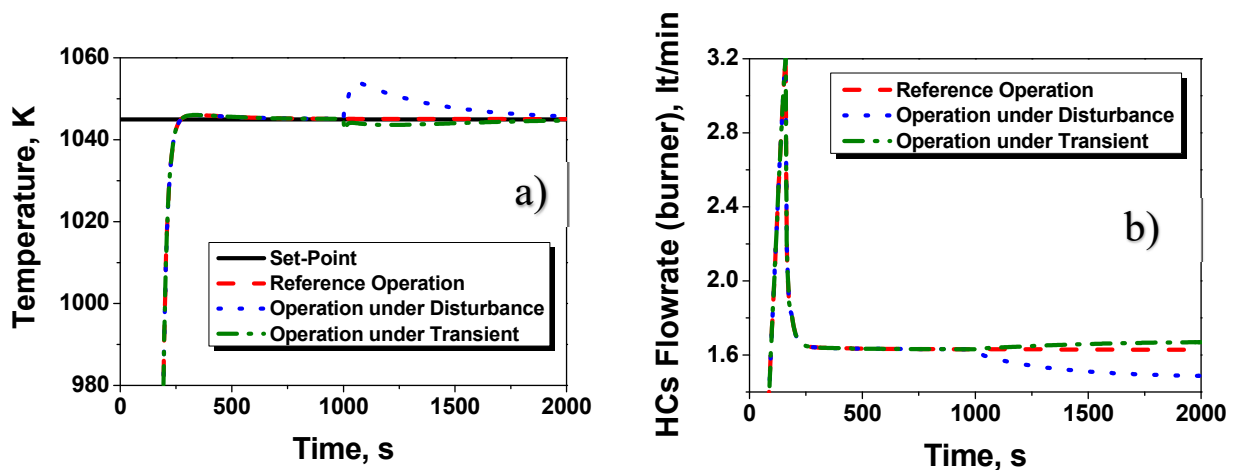 1060
1040
1020
1000
980
Temperature, K
a)
Set-Point
Reference Operation
Operation under Disturbance
Operation under Transient
0
500
1000
1500
2000
Time, s
3.2
2.8
2.4
2.0
1.6
HCs Flowrate (burner), lt/min
Reference Operation
Operation under Disturbance
Operation under Transient
b)
0
500
1000
1500
2000
Time, s